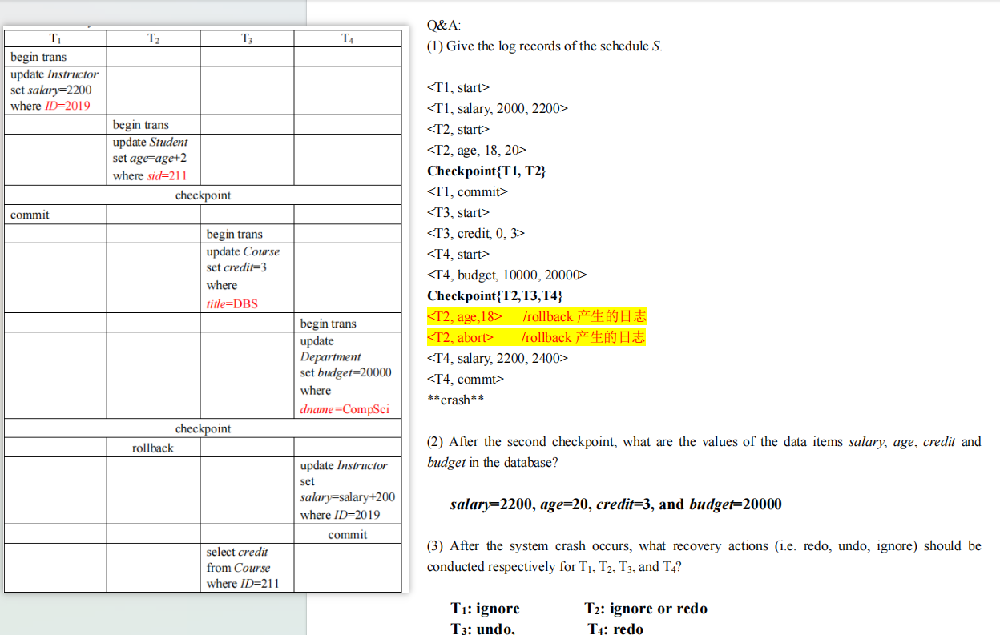 T1 T2 T3 T4
begin trans
update Instructor
set salary=2200
where ID=2019
begin trans
update Student
set age=age+2
where sid=211
checkpoint
commit
begin trans
update Course
set credit=3
where
title=DBS
begin trans
update
Department
set budget=20000
where
dname=CompSci
checkpoint
rollback
update Instructor
set
salary=salary+200
where ID=2019
commit
select credit
from Course
where ID=211
Q&A:
(1) Give the log records of the schedule S.
<T1, start>
<T1, salary, 2000, 2200>
<T2, start>
<T2, age, 18, 20>
Checkpoint{T1, T2}
<T1, commit>
<T3, start>
<T3, credit, 0, 3>
<T4, start>
<T4, budget, 10000, 20000>
Checkpoint{T2,T3,T4}
<T2, age,18> /rollback 产生的日志
<T2, abort> /rollback 产生的日志
<T4, salary, 2200, 2400>
<T4, commt>
**crash**
(2) After the second checkpoint, what are the values of the data items salary, age, credit and
budget in the database?
salary=2200, age=20, credit=3, and budget=20000
(3) After the system crash occurs, what recovery actions (i.e. redo, undo, ignore) should be
conducted respectively for T1, T2, T3, and T4?
T1: ignore T2: ignore or redo
T3: undo, T4: redo